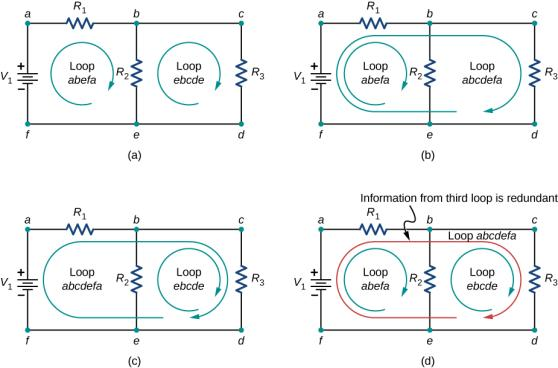 a R₁ b c
V₁ + − Loop abefa R₂ Loop ebcde R₃
f e d
(a)
a R₁ b c
V₁ + − Loop abefa R₂ Loop abcdefa R₃
f e d
(b)
a R₁ b c
V₁ + − Loop abcdefa R₂ Loop ebcde R₃
f e d
(c)
Information from third loop is redundant
a R₁ b c
Loop abcdefa
V₁ + − Loop abefa R₂ Loop ebcde R₃
f e d
(d)